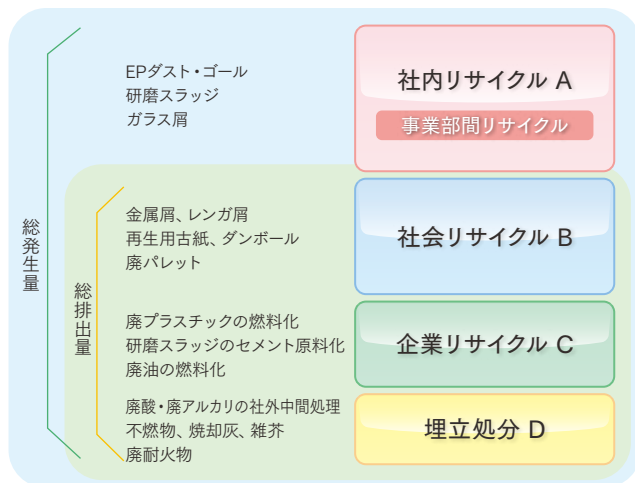 総発生量
EPダスト・ゴール
研磨スラッジ
ガラス屑
社内リサイクル A
事業部間リサイクル
総排出量
金属屑、レンガ屑
再生用古紙、ダンボール
廃パレット
社会リサイクル B
廃プラスチックの燃料化
研磨スラッジのセメント原料化
廃油の燃料化
企業リサイクル C
廃酸・廃アルカリの社外中間処理
不燃物、焼却灰、雑芥
廃耐火物
埋立処分 D